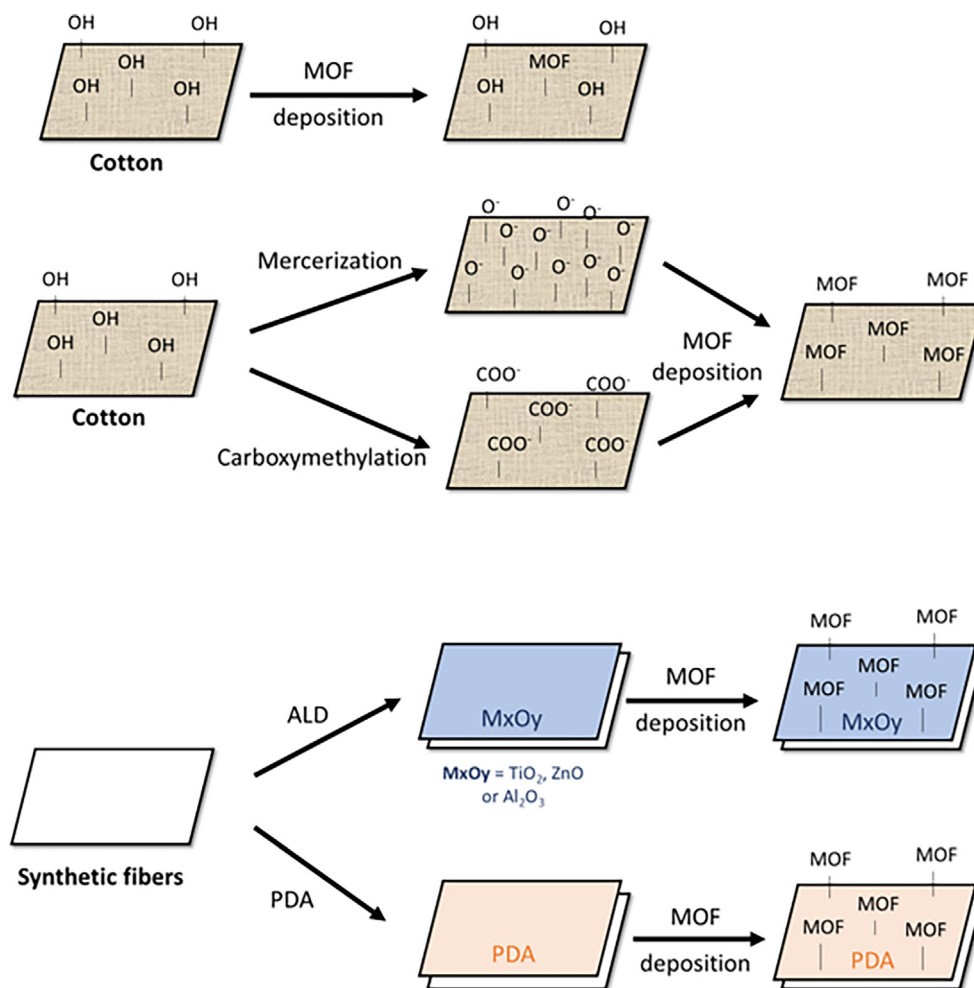 OH OH
OH
OH OH
Cotton
MOF
deposition
OH OH
MOF
OH OH
OH OH
OH
OH OH
Cotton
Mercerization
O⁻ O⁻ O⁻
O⁻ O⁻ O⁻
O⁻ O⁻ O⁻ O⁻ O⁻
Carboxymethylation
COO⁻ COO⁻
COO⁻
COO⁻ COO⁻
MOF
deposition
MOF MOF
MOF
MOF MOF
Synthetic fibers
ALD
MxOy
MxOy = TiO₂, ZnO
or Al₂O₃
MOF
deposition
MOF MOF
MOF
MOF MOF
MxOy
PDA
PDA
MOF
deposition
MOF MOF
MOF
MOF MOF
PDA